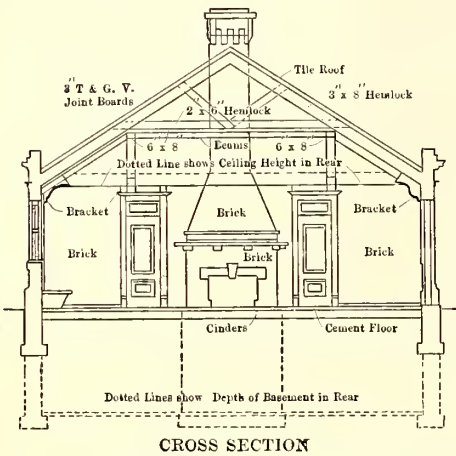 Tile Roof
3" T & G. V.
Joint Boards
3" x 8" Hemlock
2" x 6" Hemlock
6" x 8"
Beams
6" x 8"
Dotted Line shows Ceiling Height in Rear
Bracket
Brick
Bracket
Brick
Brick
Brick
Cinders
Cement Floor
Dotted Lines show Depth of Basement in Rear
CROSS SECTION